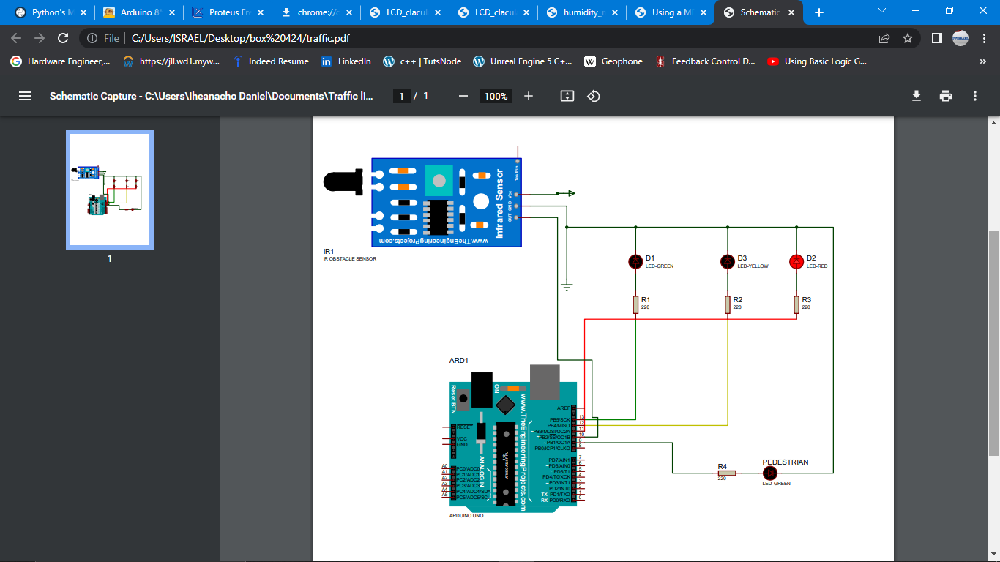 Python's M
Arduino 8
Proteus Fre
chrome://c
LCD_clacul
LCD_clacul
humidity_r
Using a M
Schematic
File
C:/Users/ISRAEL/Desktop/box%20424/traffic.pdf
Hardware Engineer,...
https://jll.wd1.myw...
Indeed Resume
LinkedIn
c++ | TutsNode
Unreal Engine 5 C+...
Geophone
Feedback Control D...
Using Basic Logic G...
»
Schematic Capture - C:\Users\Iheanacho Daniel\Documents\Traffic li...
1 / 1
100%
1
TestPin
Vcc
GND
OUT
Infrared Sensor
www.TheEngineeringProjects.com
IR1
IR OBSTACLE SENSOR
D1
LED-GREEN
D3
LED-YELLOW
D2
LED-RED
R1
220
R2
220
R3
220
ARD1
Reset BTN
ON
www.TheEngineeringProjects.com
ANALOG IN
RESET
VCC
GND
A0 PC0/ADC0
A1 PC1/ADC1
A2 PC2/ADC2
A3 PC3/ADC3
A4 PC4/ADC4/SDA
A5 PC5/ADC5/SCL
AREF
PB5/SCK 13
PB4/MISO 12
~PB3/MOSI/OC2A 11
~PB2/SS/OC1B 10
~PB1/OC1A 9
PB0/ICP1/CLKO 8
PD7/AIN1 7
~PD6/AIN0 6
~PD5/T1 5
PD4/T0/XCK 4
~PD3/INT1 3
PD2/INT0 2
TX PD1/TXD 1
RX PD0/RXD 0
ARDUINO UNO
R4
220
PEDESTRIAN
LED-GREEN